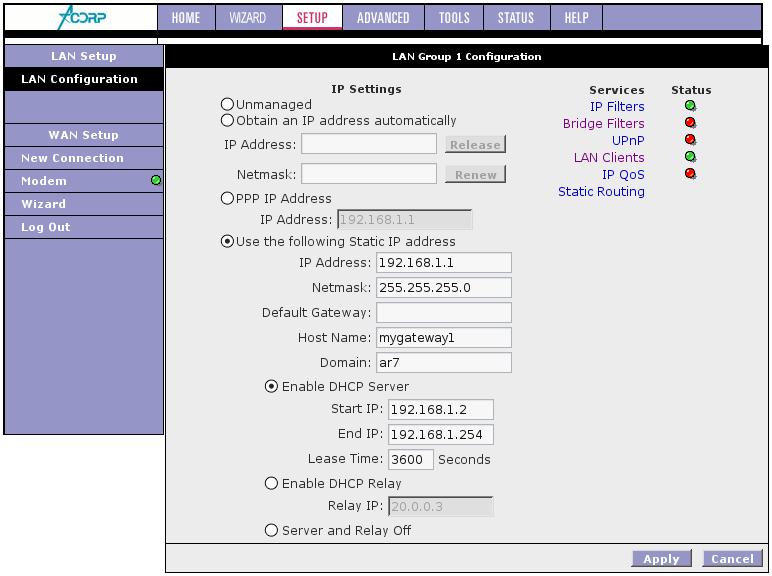 ACORP
HOME WIZARD SETUP ADVANCED TOOLS STATUS HELP
LAN Setup
LAN Configuration
WAN Setup
New Connection
Modem
Wizard
Log Out
LAN Group 1 Configuration
IP Settings
Unmanaged
Obtain an IP address automatically
IP Address: Release
Netmask: Renew
PPP IP Address
IP Address: 192.168.1.1
Use the following Static IP address
IP Address: 192.168.1.1
Netmask: 255.255.255.0
Default Gateway:
Host Name: mygateway1
Domain: ar7
Enable DHCP Server
Start IP: 192.168.1.2
End IP: 192.168.1.254
Lease Time: 3600 Seconds
Enable DHCP Relay
Relay IP: 20.0.0.3
Server and Relay Off
Services Status
IP Filters
Bridge Filters
UPnP
LAN Clients
IP QoS
Static Routing
Apply Cancel